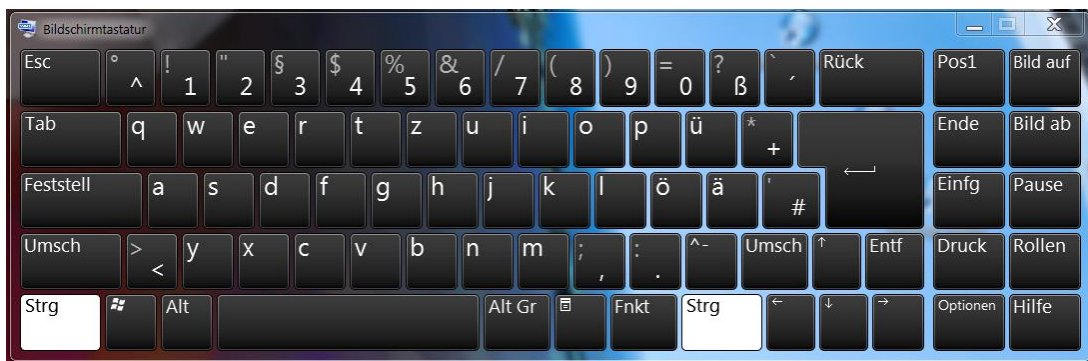 Bildschirmtastatur
Esc ° ^ ! 1 " 2 § 3 $ 4 % 5 & 6 / 7 ( 8 ) 9 = 0 ? ß ` ´ Rück Pos1 Bild auf
Tab q w e r t z u i o p ü * + Ende Bild ab
Feststell a s d f g h j k l ö ä ' # Einfg Pause
Umsch > < y x c v b n m ; , : . ^ - Umsch ↑ Entf Druck Rollen
Strg Alt Alt Gr Fnkt Strg ← ↓ → Optionen Hilfe